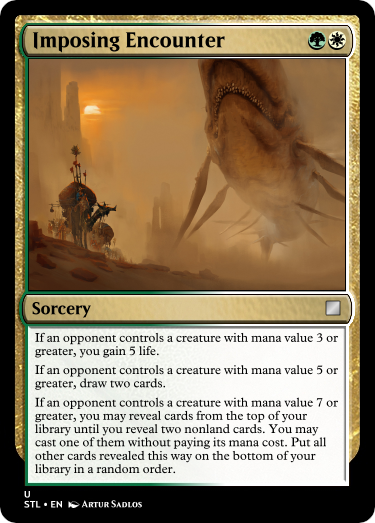 Imposing Encounter
Sorcery
If an opponent controls a creature with mana value 3 or
greater, you gain 5 life.
If an opponent controls a creature with mana value 5 or
greater, draw two cards.
If an opponent controls a creature with mana value 7 or
greater, you may reveal cards from the top of your
library until you reveal two nonland cards. You may
cast one of them without paying its mana cost. Put all
other cards revealed this way on the bottom of your
library in a random order.
U
STL • EN ARTUR SADLOS